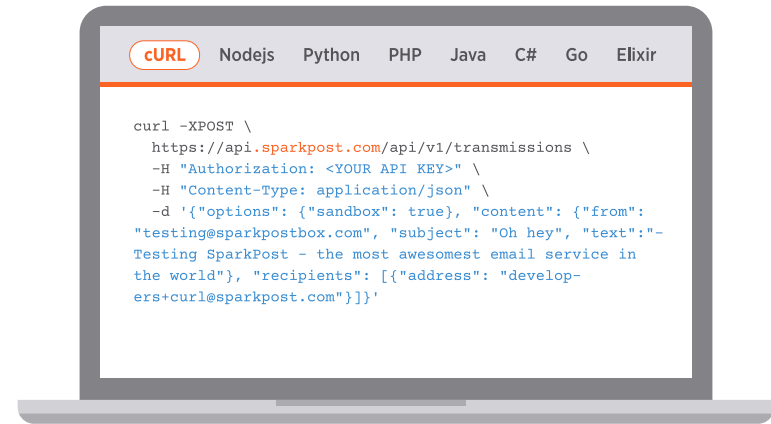 cURL Nodejs Python PHP Java C# Go Elixir
curl -XPOST \
https://api.sparkpost.com/api/v1/transmissions \
-H "Authorization: <YOUR API KEY>" \
-H "Content-Type: application/json" \
-d '{"options": {"sandbox": true}, "content": {"from":
"testing@sparkpostbox.com", "subject": "Oh hey", "text":"-
Testing SparkPost - the most awesomest email service in
the world"}, "recipients": [{"address": "develop-
ers+curl@sparkpost.com"}]}'